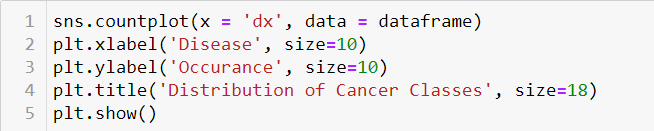 1 sns.countplot(x = 'dx', data = dataframe)
2 plt.xlabel('Disease', size=10)
3 plt.ylabel('Occurance', size=10)
4 plt.title('Distribution of Cancer Classes', size=18)
5 plt.show()